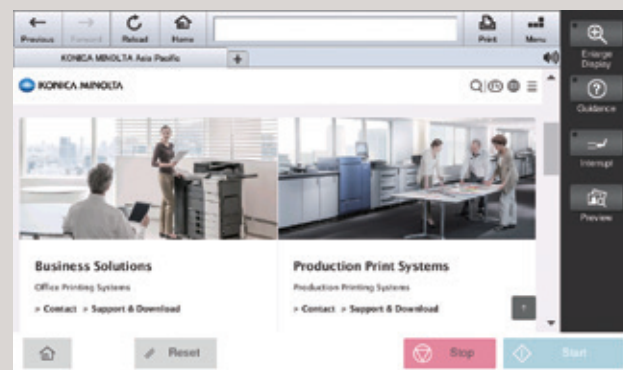 Previous Forward Reload Home Print Menu
KONICA MINOLTA Asia Pacific +
KONICA MINOLTA
Business Solutions
Office Printing Systems
> Contact > Support & Download
Production Print Systems
Production Printing Systems
> Contact > Support & Download
Enlarge
Display
Guidance
Interrupt
Preview
Reset Stop Start